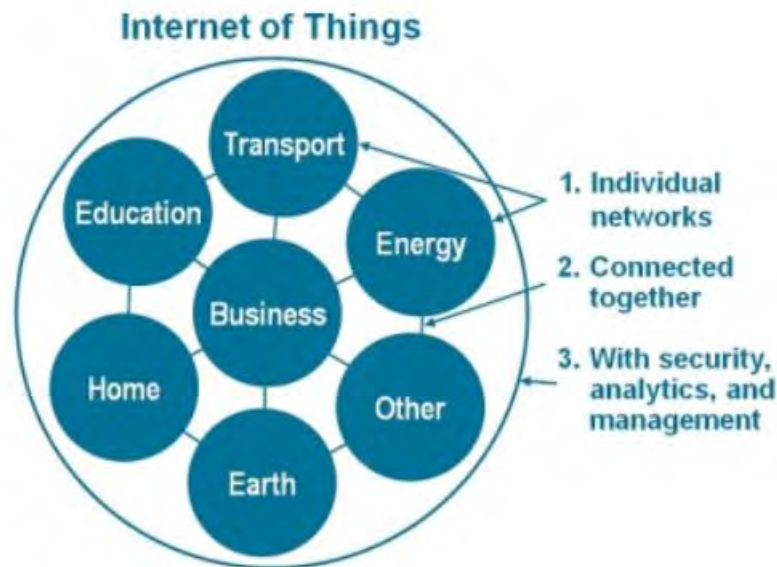 Internet of Things
Transport
Education
Energy
Business
Home
Other
Earth
1. Individual
networks
2. Connected
together
3. With security,
analytics, and
management